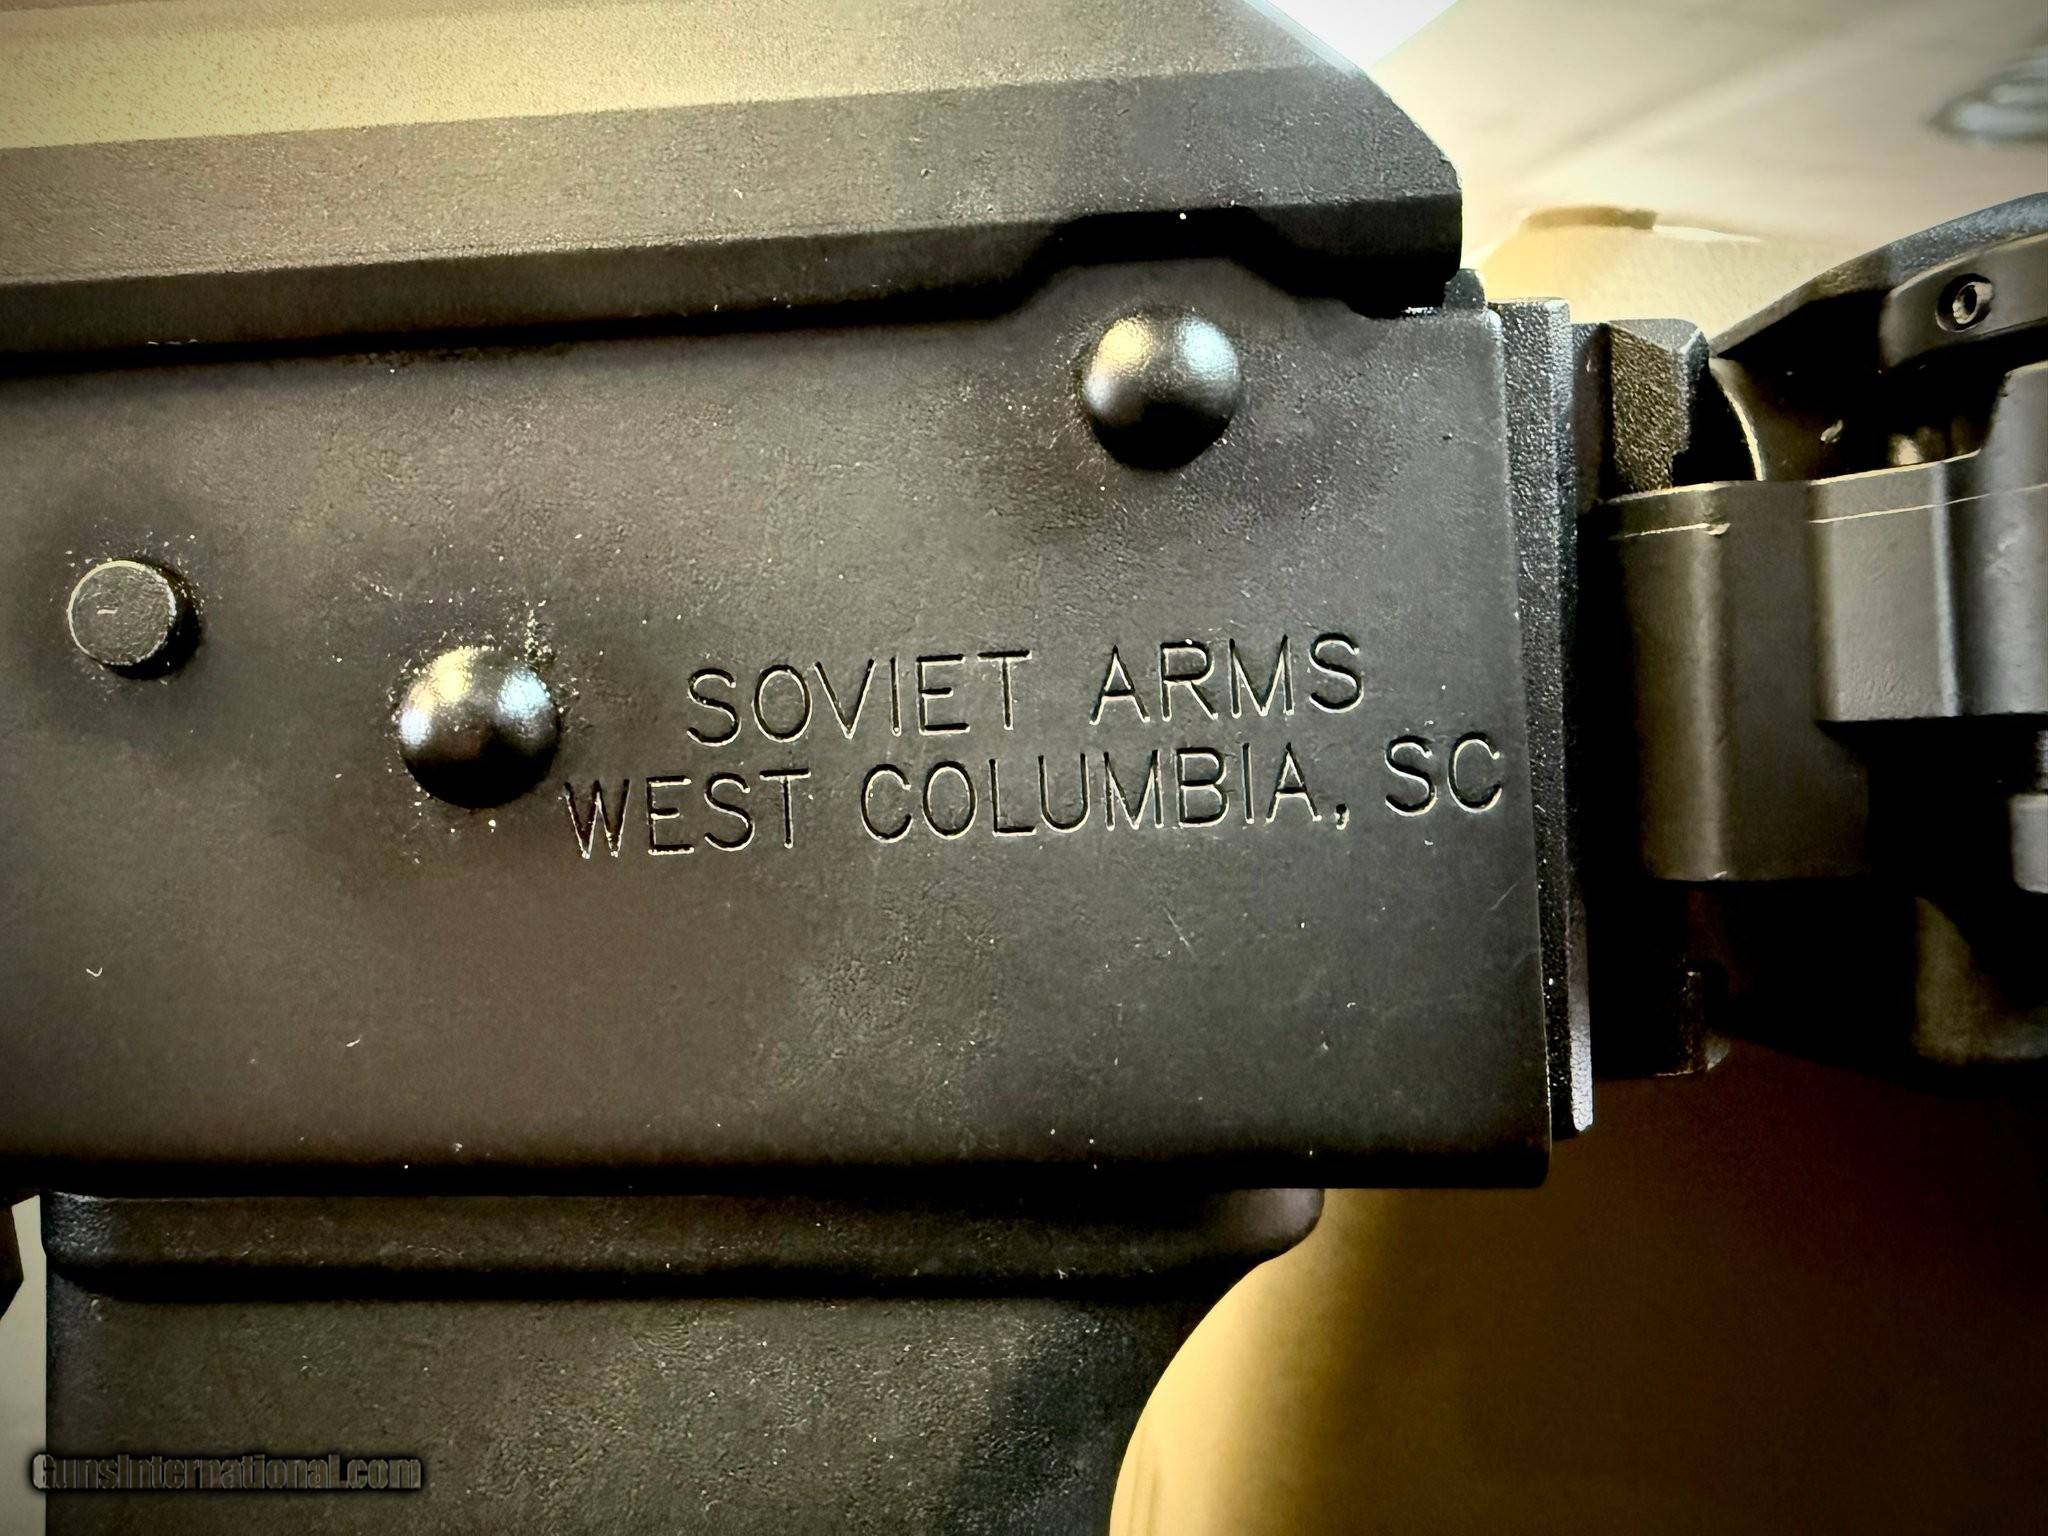 SOVIET ARMS
WEST COLUMBIA, SC
GunsInternational.com